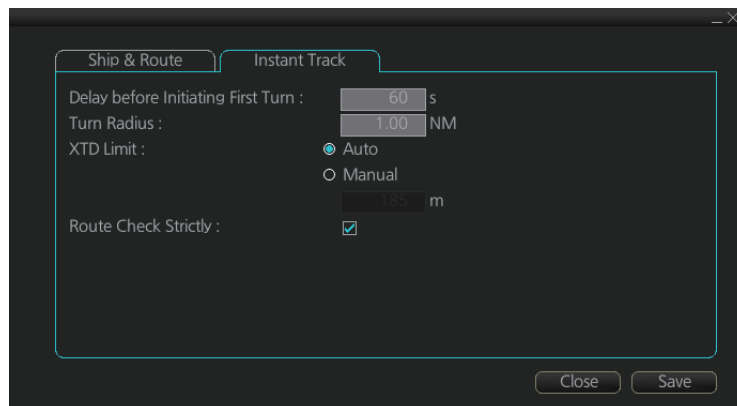 Ship & Route Instant Track
Delay before Initiating First Turn : 60 s
Turn Radius : 1.00 NM
XTD Limit : Auto
Manual
185 m
Route Check Strictly :
Close Save